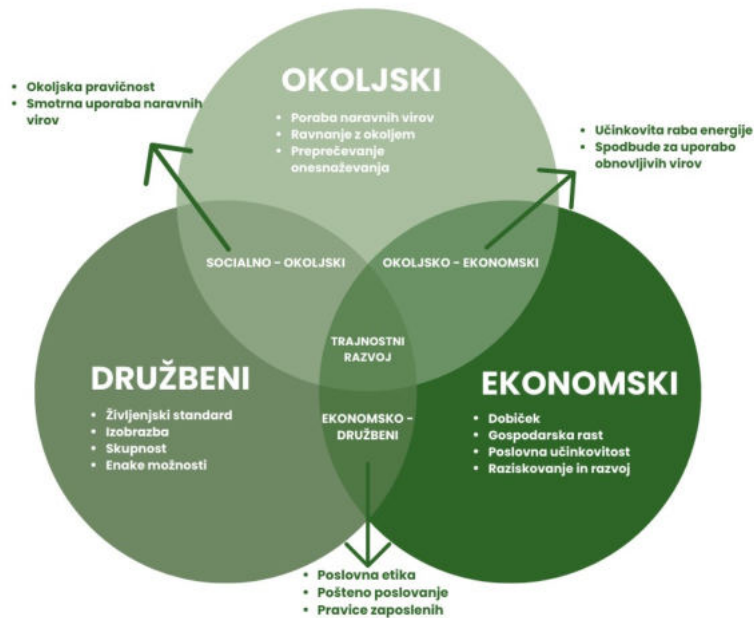 OKOLJSKI
• Poraba naravnih virov
• Ravnanje z okoljem
• Preprečevanje
onesnaževanja
• Okoljska pravičnost
• Smotrna uporaba naravnih
virov
• Učinkovita raba energije
• Spodbude za uporabo
obnovljivih virov
SOCIALNO - OKOLJSKI
OKOLJSKO - EKONOMSKI
TRAJNOSTNI
RAZVOJ
DRUŽBENI
• Življenjski standard
• Izobrazba
• Skupnost
• Enake možnosti
EKONOMSKO -
DRUŽBENI
EKONOMSKI
• Dobiček
• Gospodarska rast
• Poslovna učinkovitost
• Raziskovanje in razvoj
• Poslovna etika
• Pošteno poslovanje
• Pravice zaposlenih